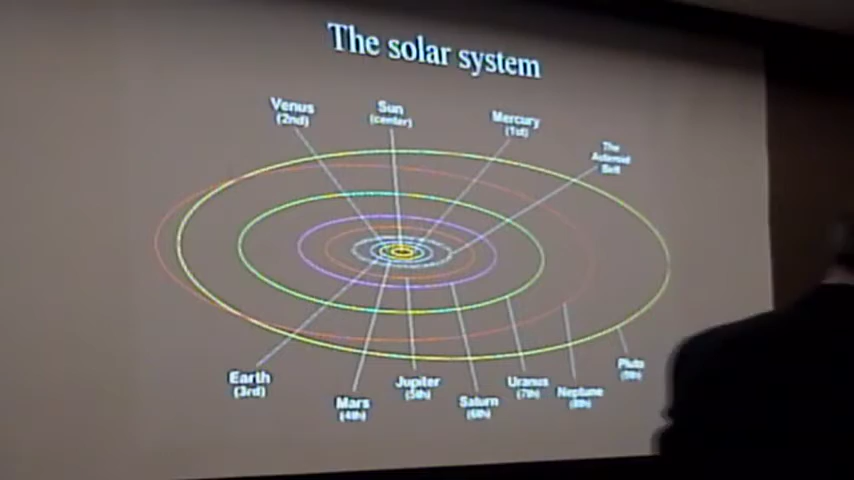 The solar system
Venus
(2nd)
Sun
(center)
Mercury
(1st)
The
Asteroid
Belt
Earth
(3rd)
Mars
(4th)
Jupiter
(5th)
Saturn
(6th)
Uranus
(7th)
Neptune
(8th)
Pluto
(9th)